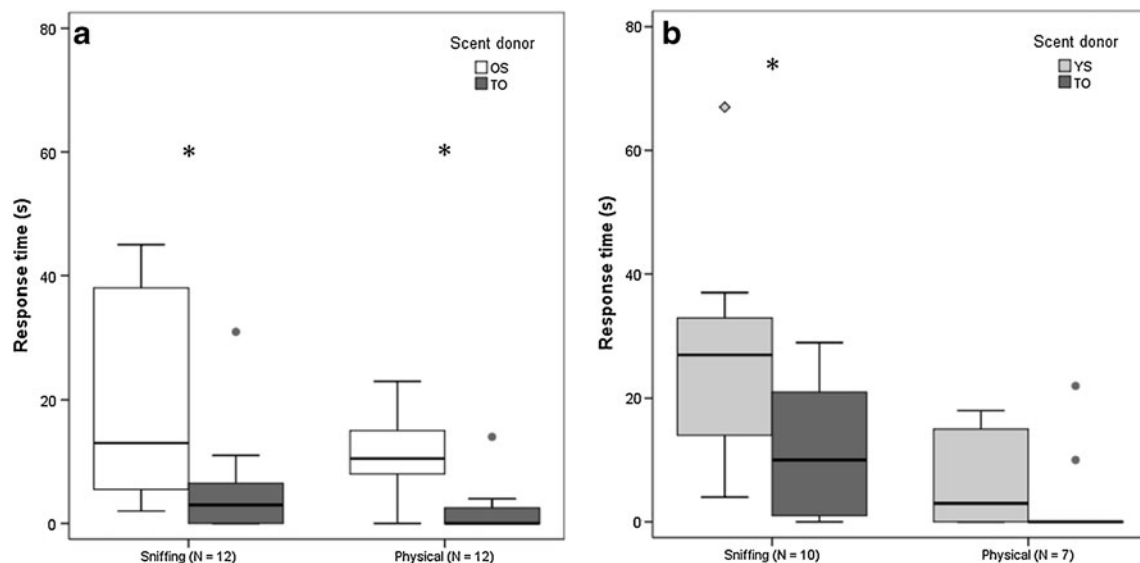 a
Scent donor
OS
TO
Response time (s)
80
60
40
20
0
*
*
Sniffing (N = 12)
Physical (N = 12)
b
Scent donor
YS
TO
Response time (s)
80
60
40
20
0
*
Sniffing (N = 10)
Physical (N = 7)